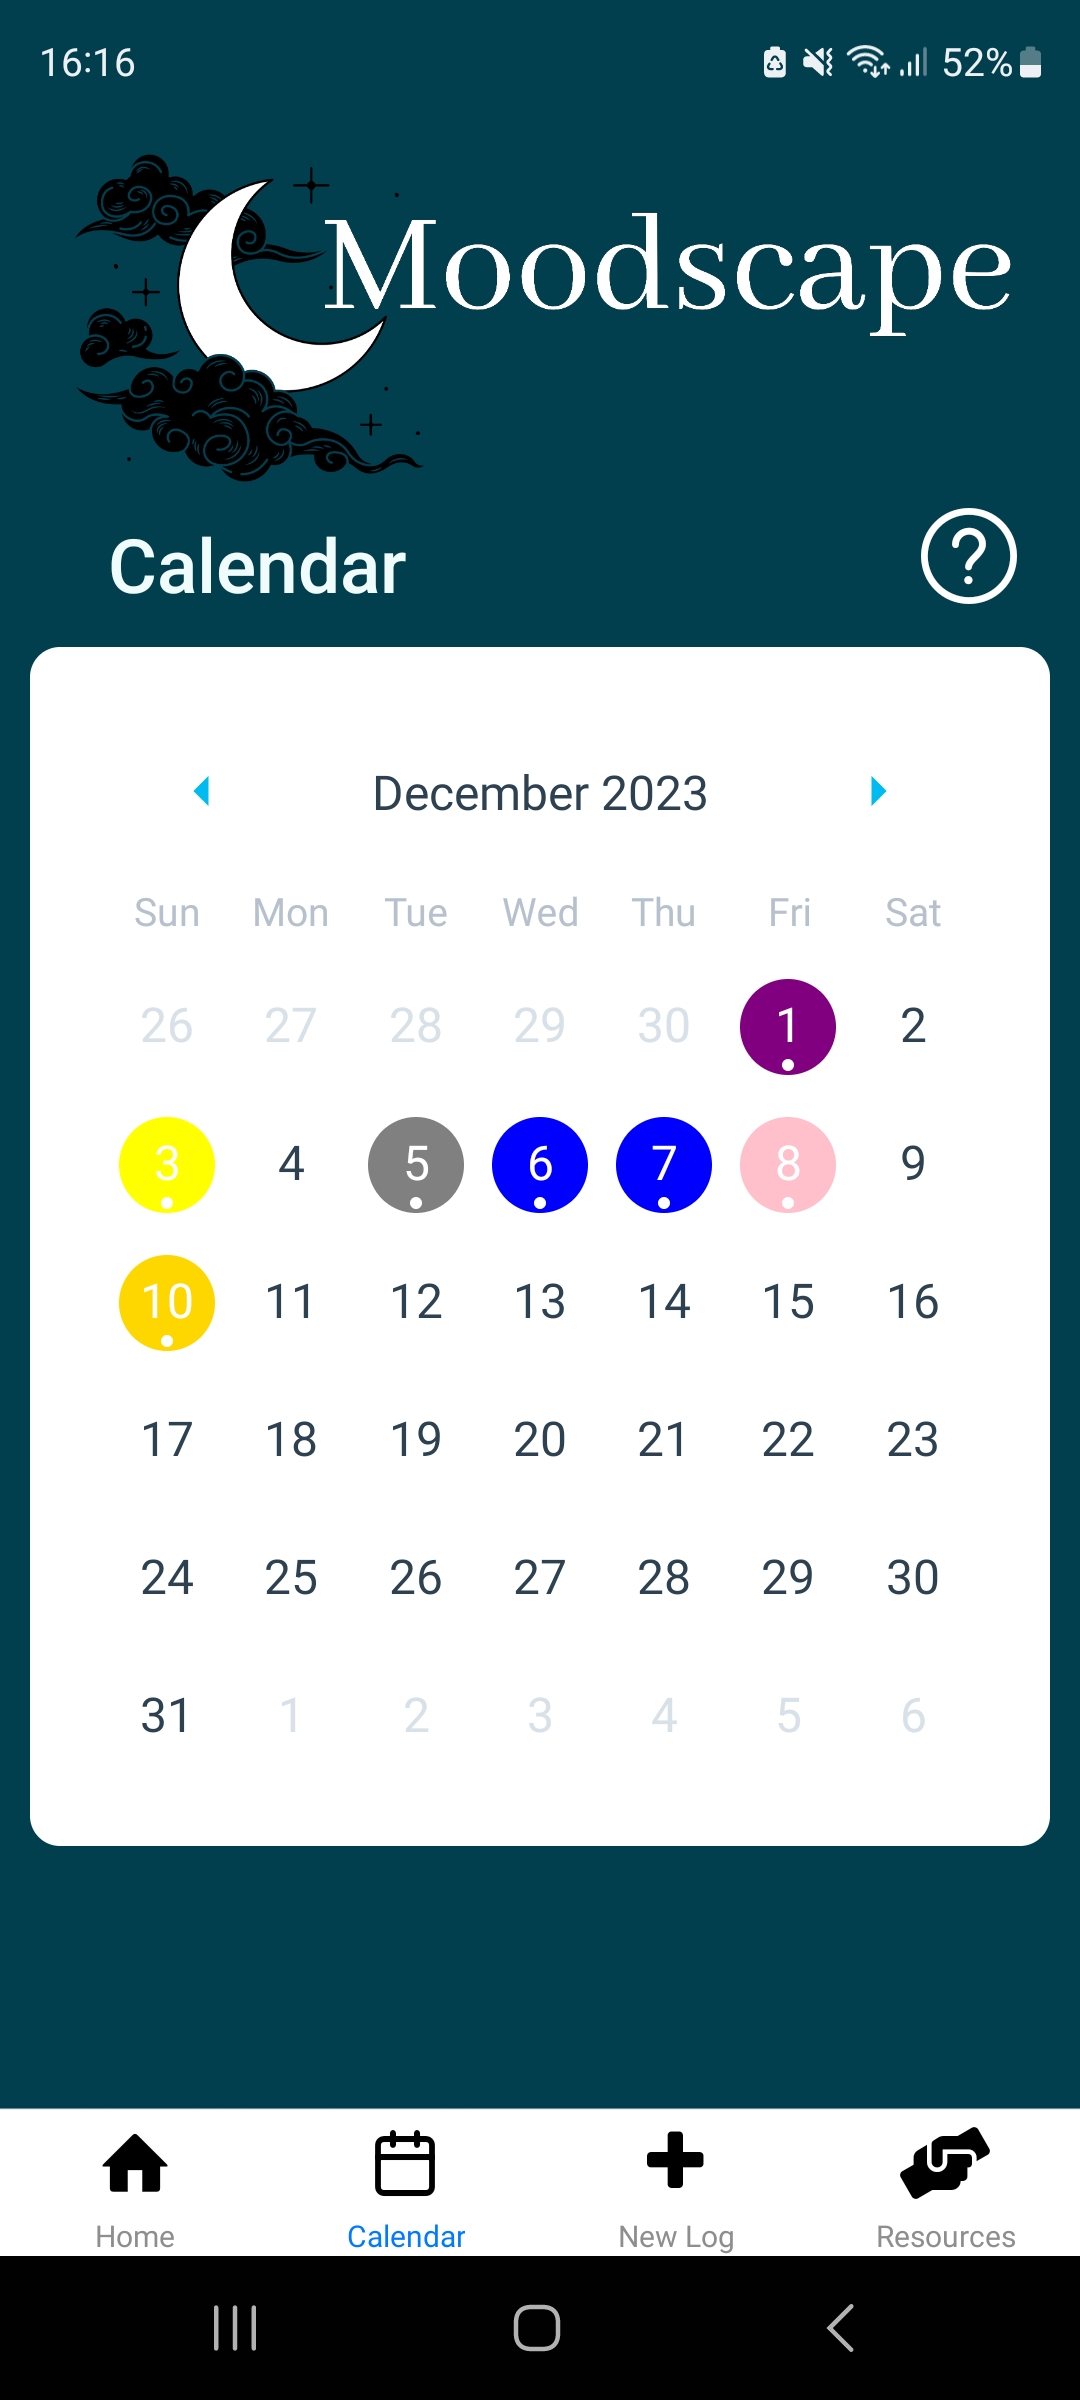 16:16 52%
Moodscape
Calendar ?
December 2023
Sun Mon Tue Wed Thu Fri Sat
26 27 28 29 30 1 2
3 4 5 6 7 8 9
10 11 12 13 14 15 16
17 18 19 20 21 22 23
24 25 26 27 28 29 30
31 1 2 3 4 5 6
Home Calendar New Log Resources